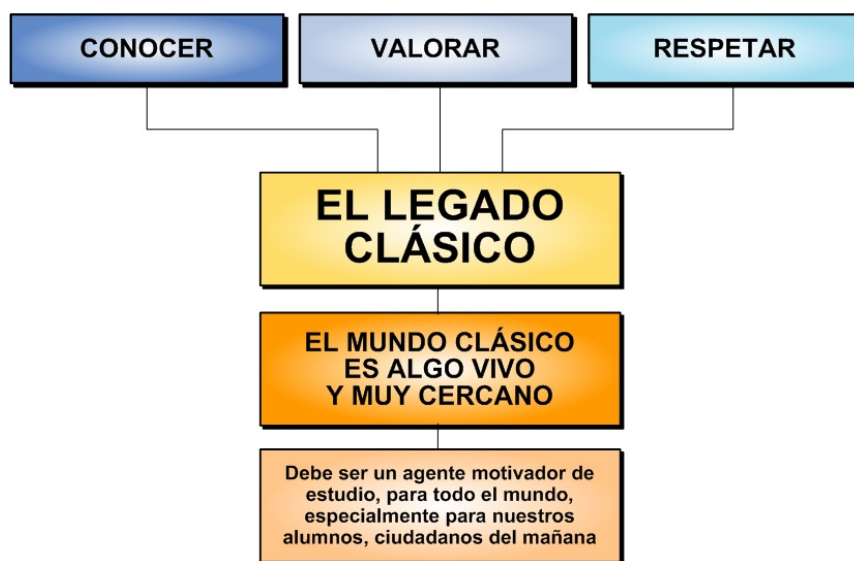 CONOCER
VALORAR
RESPETAR
EL LEGADO
CLÁSICO
EL MUNDO CLÁSICO
ES ALGO VIVO
Y MUY CERCANO
Debe ser un agente motivador de
estudio, para todo el mundo,
especialmente para nuestros
alumnos, ciudadanos del mañana